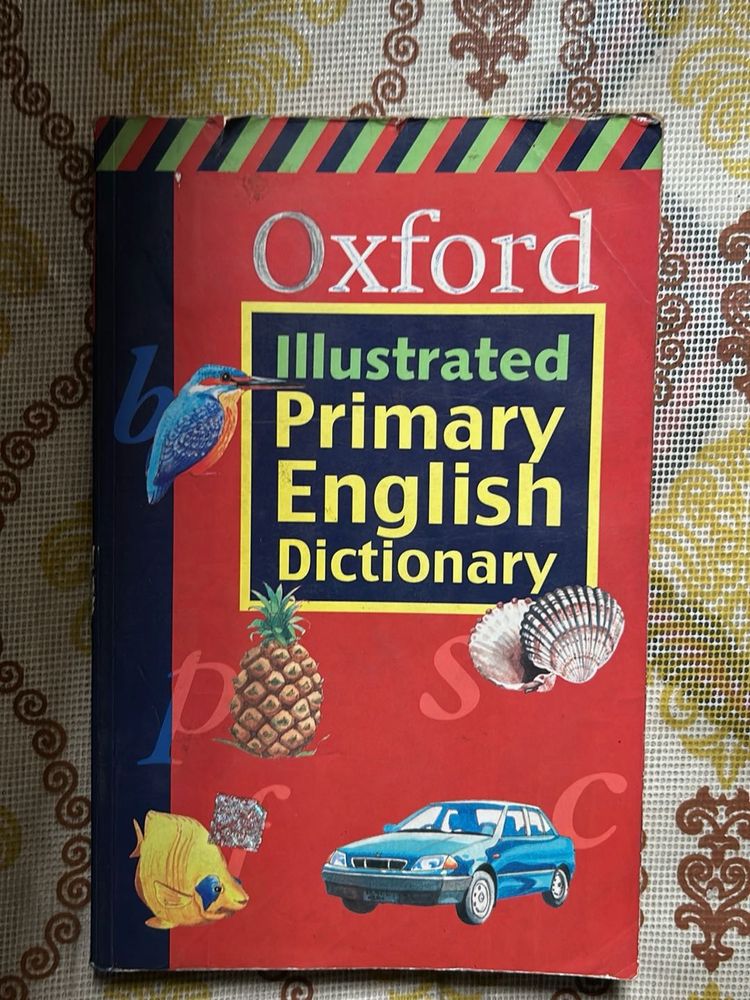 Oxford
Illustrated
Primary
English
Dictionary
b
p
s
f
c